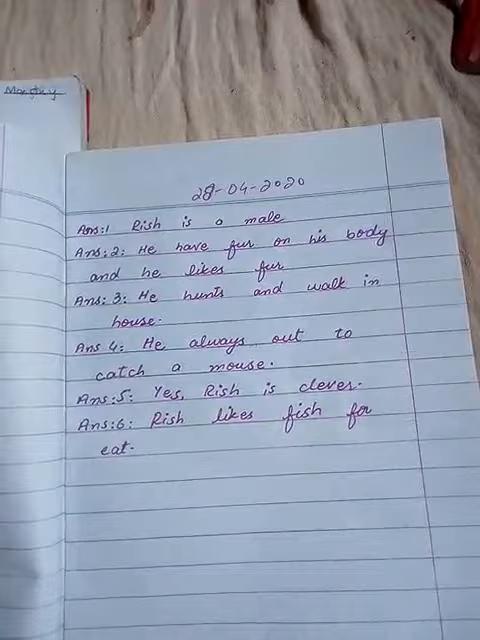 Monday
28-04-2020
Ans:1 Rish is a male
Ans:2: He have fur on his body
and he likes fur
Ans: 3: He hunts and walk in
house.
Ans 4: He always out to
catch a mouse.
Ans:5: Yes, Rish is clever.
Ans:6: Rish likes fish for
eat.